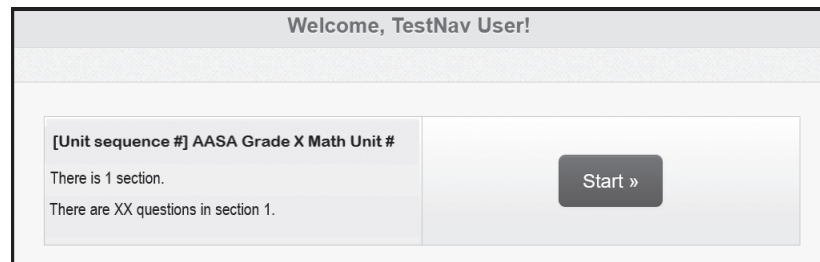 Welcome, TestNav User!
[Unit sequence #] AASA Grade X Math Unit #
There is 1 section.
Start »
There are XX questions in section 1.